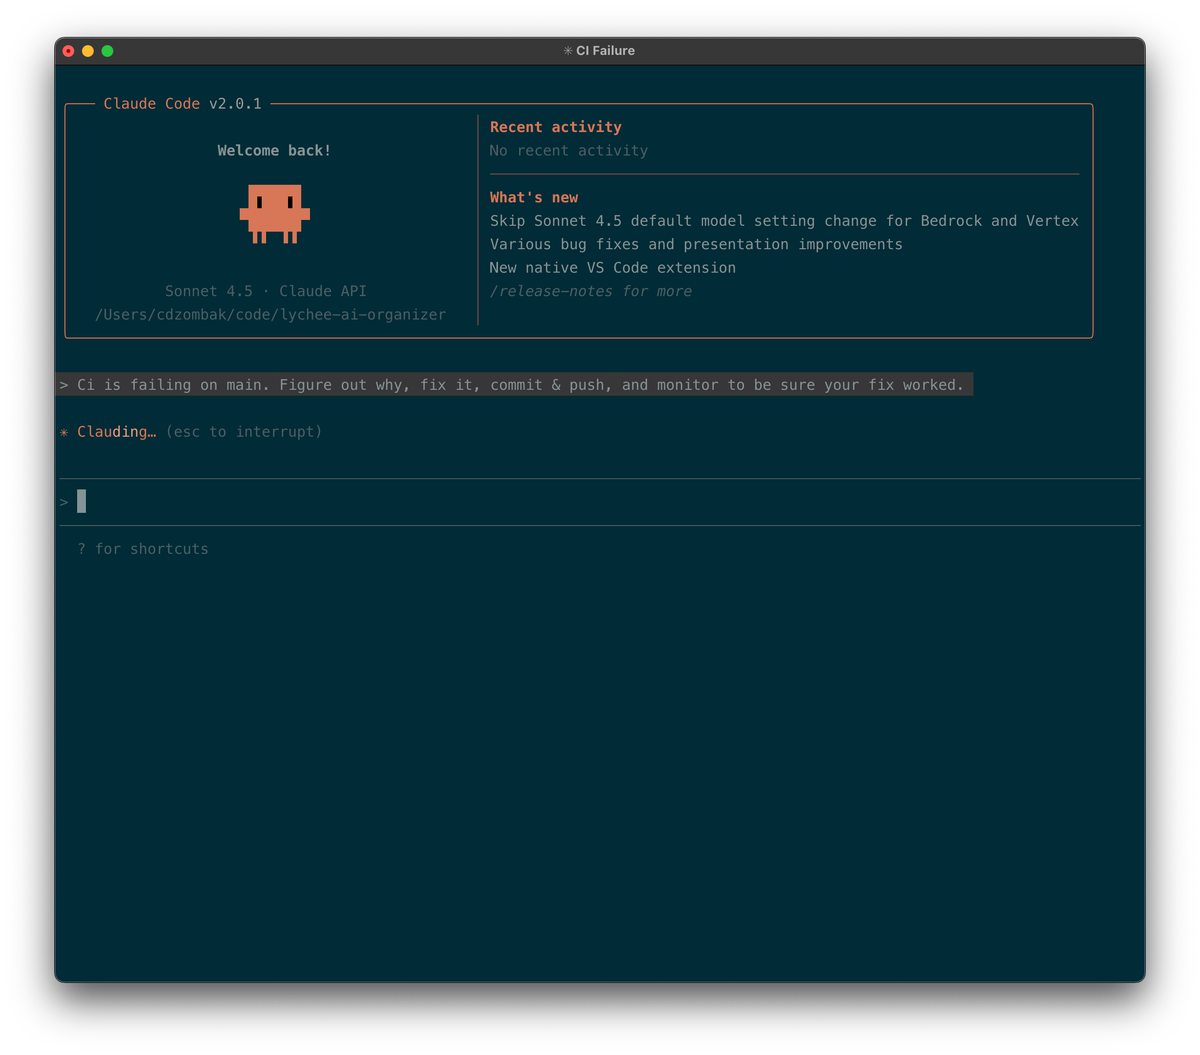 ✳ CI Failure
Claude Code v2.0.1
Welcome back!
Sonnet 4.5 · Claude API
/Users/cdzombak/code/lychee-ai-organizer
Recent activity
No recent activity
What's new
Skip Sonnet 4.5 default model setting change for Bedrock and Vertex
Various bug fixes and presentation improvements
New native VS Code extension
/release-notes for more
> Ci is failing on main. Figure out why, fix it, commit & push, and monitor to be sure your fix worked.
✳ Clauding… (esc to interrupt)
>
? for shortcuts